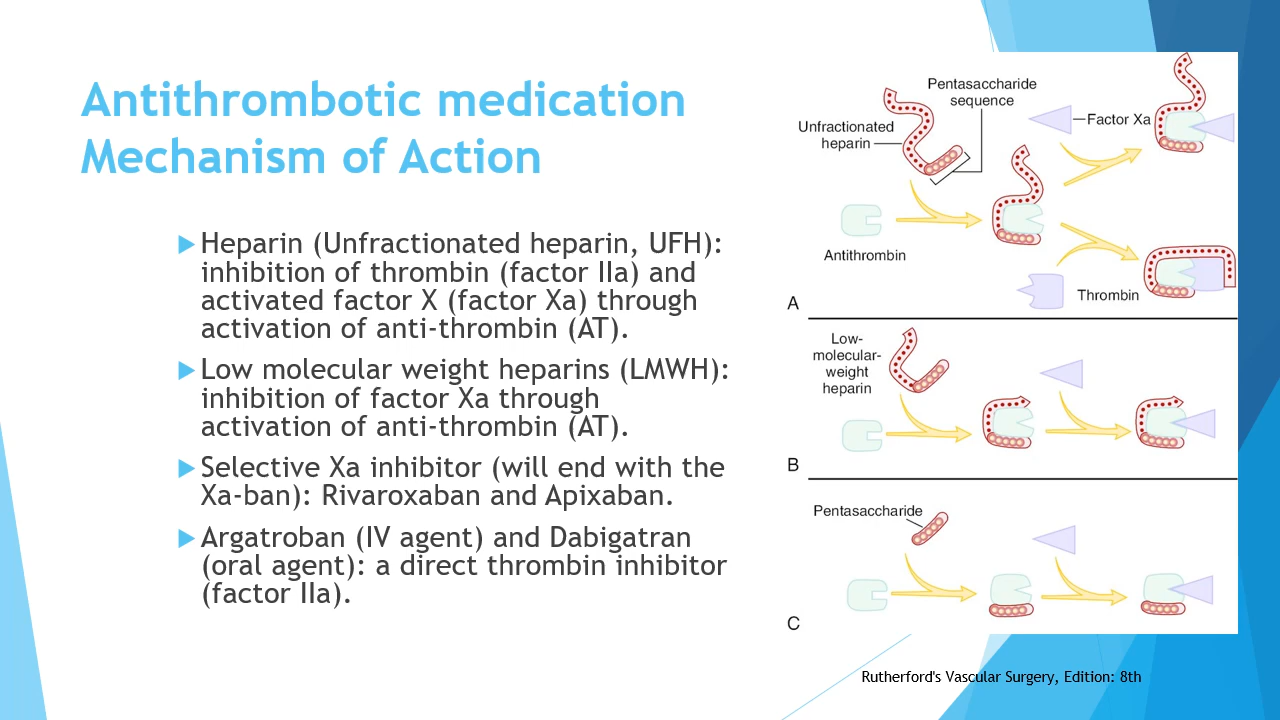 Antithrombotic medication
Mechanism of Action
Heparin (Unfractionated heparin, UFH):
inhibition of thrombin (factor IIa) and
activated factor X (factor Xa) through
activation of anti-thrombin (AT).
Low molecular weight heparins (LMWH):
inhibition of factor Xa through
activation of anti-thrombin (AT).
Selective Xa inhibitor (will end with the
Xa-ban): Rivaroxaban and Apixaban.
Argatroban (IV agent) and Dabigatran
(oral agent): a direct thrombin inhibitor
(factor IIa).
Pentasaccharide
sequence
Unfractionated
heparin
Factor Xa
Antithrombin
Thrombin
A
Low-
molecular-
weight
heparin
B
Pentasaccharide
C
Rutherford's Vascular Surgery, Edition: 8th